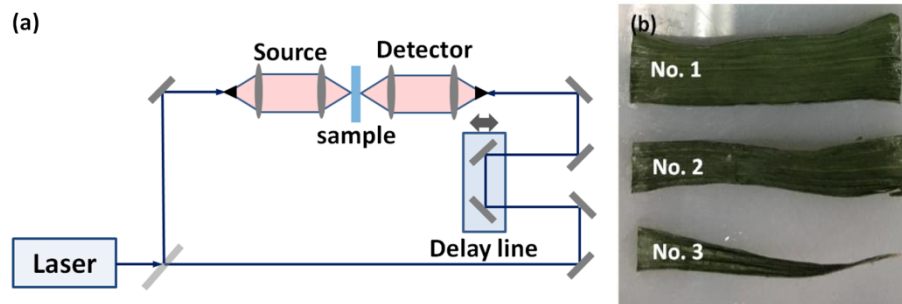 (a)
Source
Detector
sample
Delay line
Laser
(b)
No. 1
No. 2
No. 3